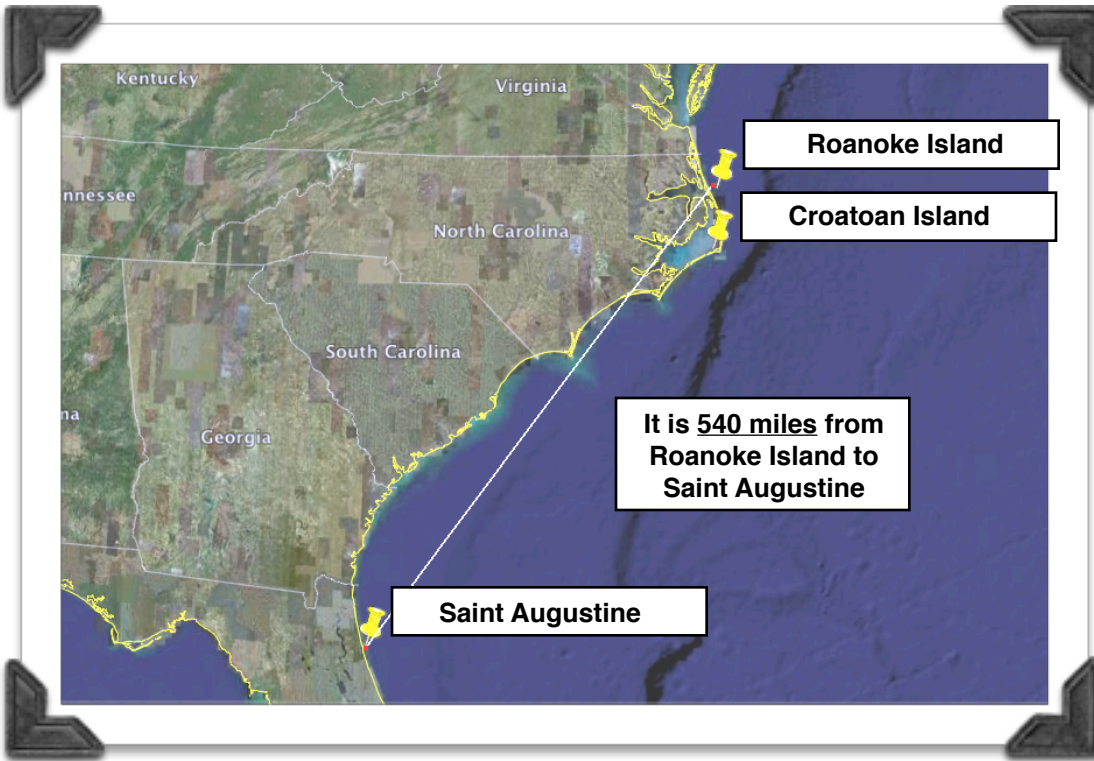 Kentucky
Virginia
Roanoke Island
nnessee
Croatoan Island
North Carolina
South Carolina
na
It is 540 miles from
Roanoke Island to
Saint Augustine
Georgia
Saint Augustine